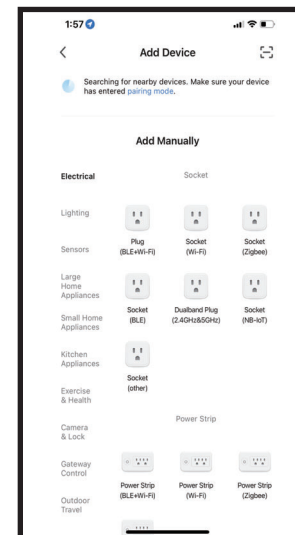 1:57
Add Device
Searching for nearby devices. Make sure your device
has entered pairing mode.
Add Manually
Electrical
Lighting
Sensors
Large
Home
Appliances
Small Home
Appliances
Kitchen
Appliances
Exercise
& Health
Camera
& Lock
Gateway
Control
Outdoor
Travel
Socket
Plug
(BLE+Wi-Fi)
Socket
(Wi-Fi)
Socket
(Zigbee)
Socket
(BLE)
Dualband Plug
(2.4GHz&5GHz)
Socket
(NB-IoT)
Socket
(other)
Power Strip
Power Strip
(BLE+Wi-Fi)
Power Strip
(Wi-Fi)
Power Strip
(Zigbee)